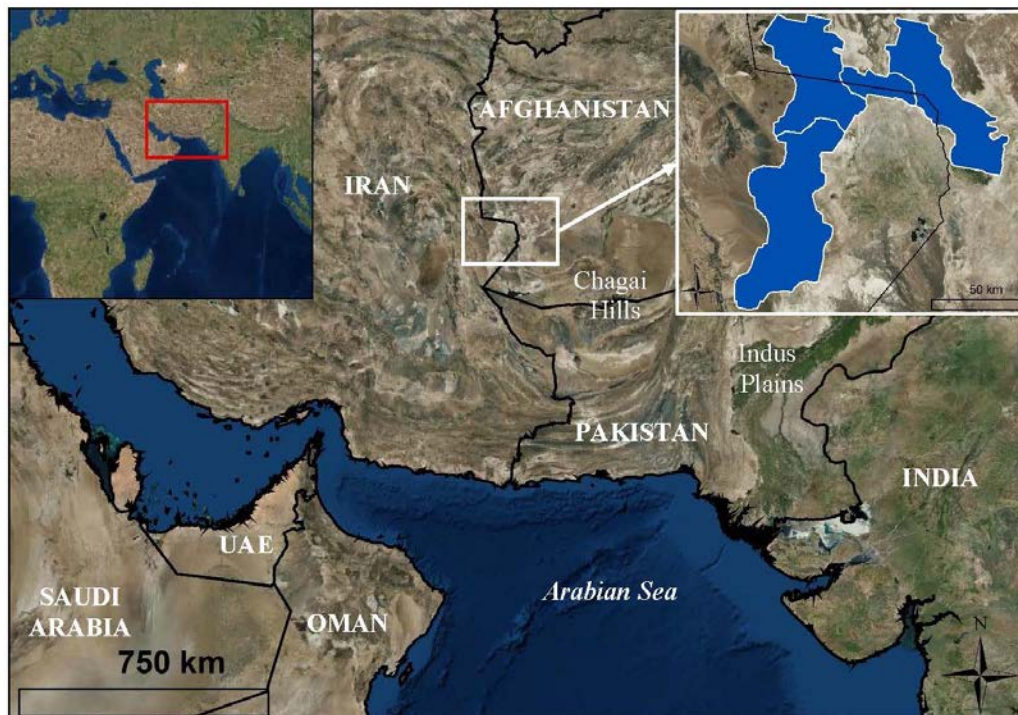 AFGHANISTAN
IRAN
50 km
Chagai
Hills
Indus
Plains
PAKISTAN
INDIA
UAE
Arabian Sea
SAUDI
ARABIA
OMAN
N
750 km